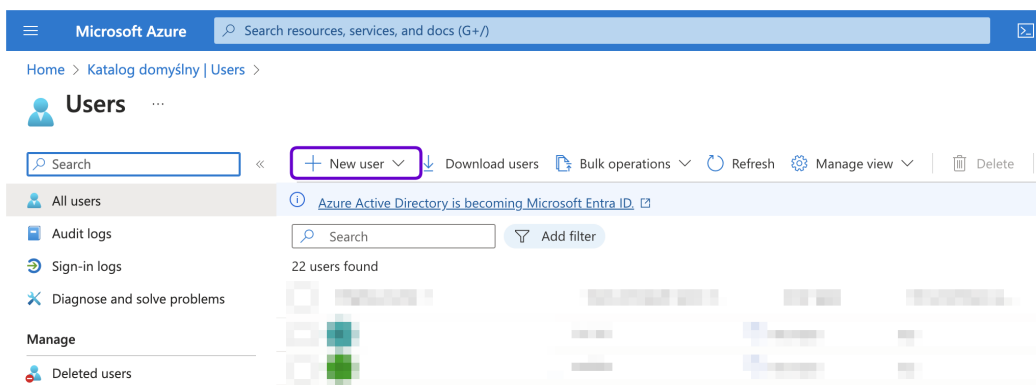 Microsoft Azure
Search resources, services, and docs (G+/)
Home > Katalog domyślny | Users >
Users ...
Search
«
New user
Download users
Bulk operations
Refresh
Manage view
Delete
All users
Azure Active Directory is becoming Microsoft Entra ID.
Audit logs
Search
Add filter
Sign-in logs
22 users found
Diagnose and solve problems
Manage
Deleted users